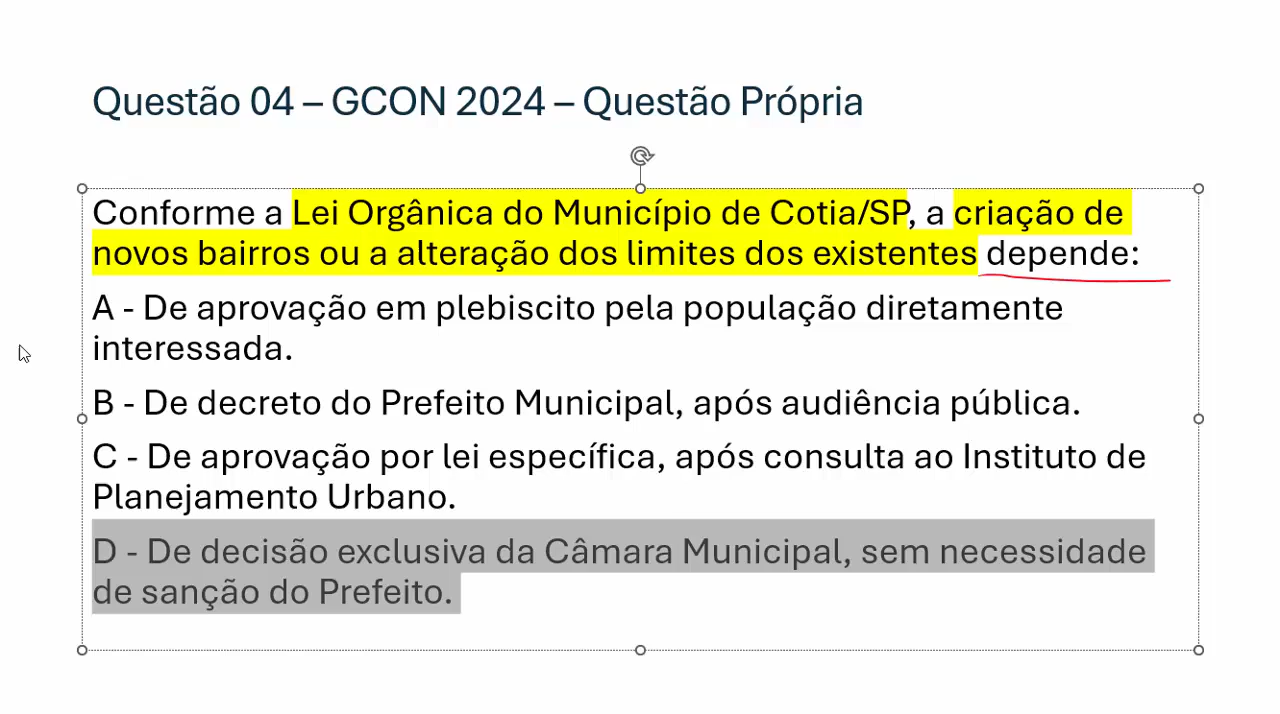 Questão 04 – GCON 2024 – Questão Própria
Conforme a Lei Orgânica do Município de Cotia/SP, a criação de
novos bairros ou a alteração dos limites dos existentes depende:
A - De aprovação em plebiscito pela população diretamente
interessada.
B - De decreto do Prefeito Municipal, após audiência pública.
C - De aprovação por lei específica, após consulta ao Instituto de
Planejamento Urbano.
D - De decisão exclusiva da Câmara Municipal, sem necessidade
de sanção do Prefeito.